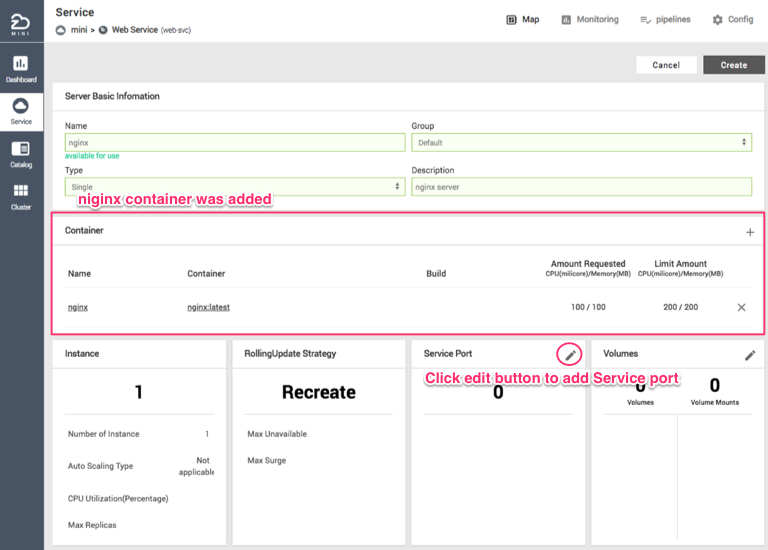 Service
mini > Web Service (web-svc)
Map
Monitoring
pipelines
Config
MINI
Dashboard
Service
Catalog
Cluster
Cancel
Create
Server Basic Infomation
Name
Group
nginx
Default
available for use
Type
Description
Single
nginx server
niginx container was added
Container
+
Name
Container
Build
Amount Requested
CPU(milicore)/Memory(MB)
Limit Amount
CPU(milicore)/Memory(MB)
nginx
nginx:latest
100 / 100
200 / 200
Instance
RollingUpdate Strategy
Service Port
Volumes
Click edit button to add Service port
1
Recreate
0
0
Volumes
0
Volume Mounts
Number of Instance
1
Auto Scaling Type
Not
applicable
CPU Utilization(Percentage)
Max Replicas
Max Unavailable
Max Surge